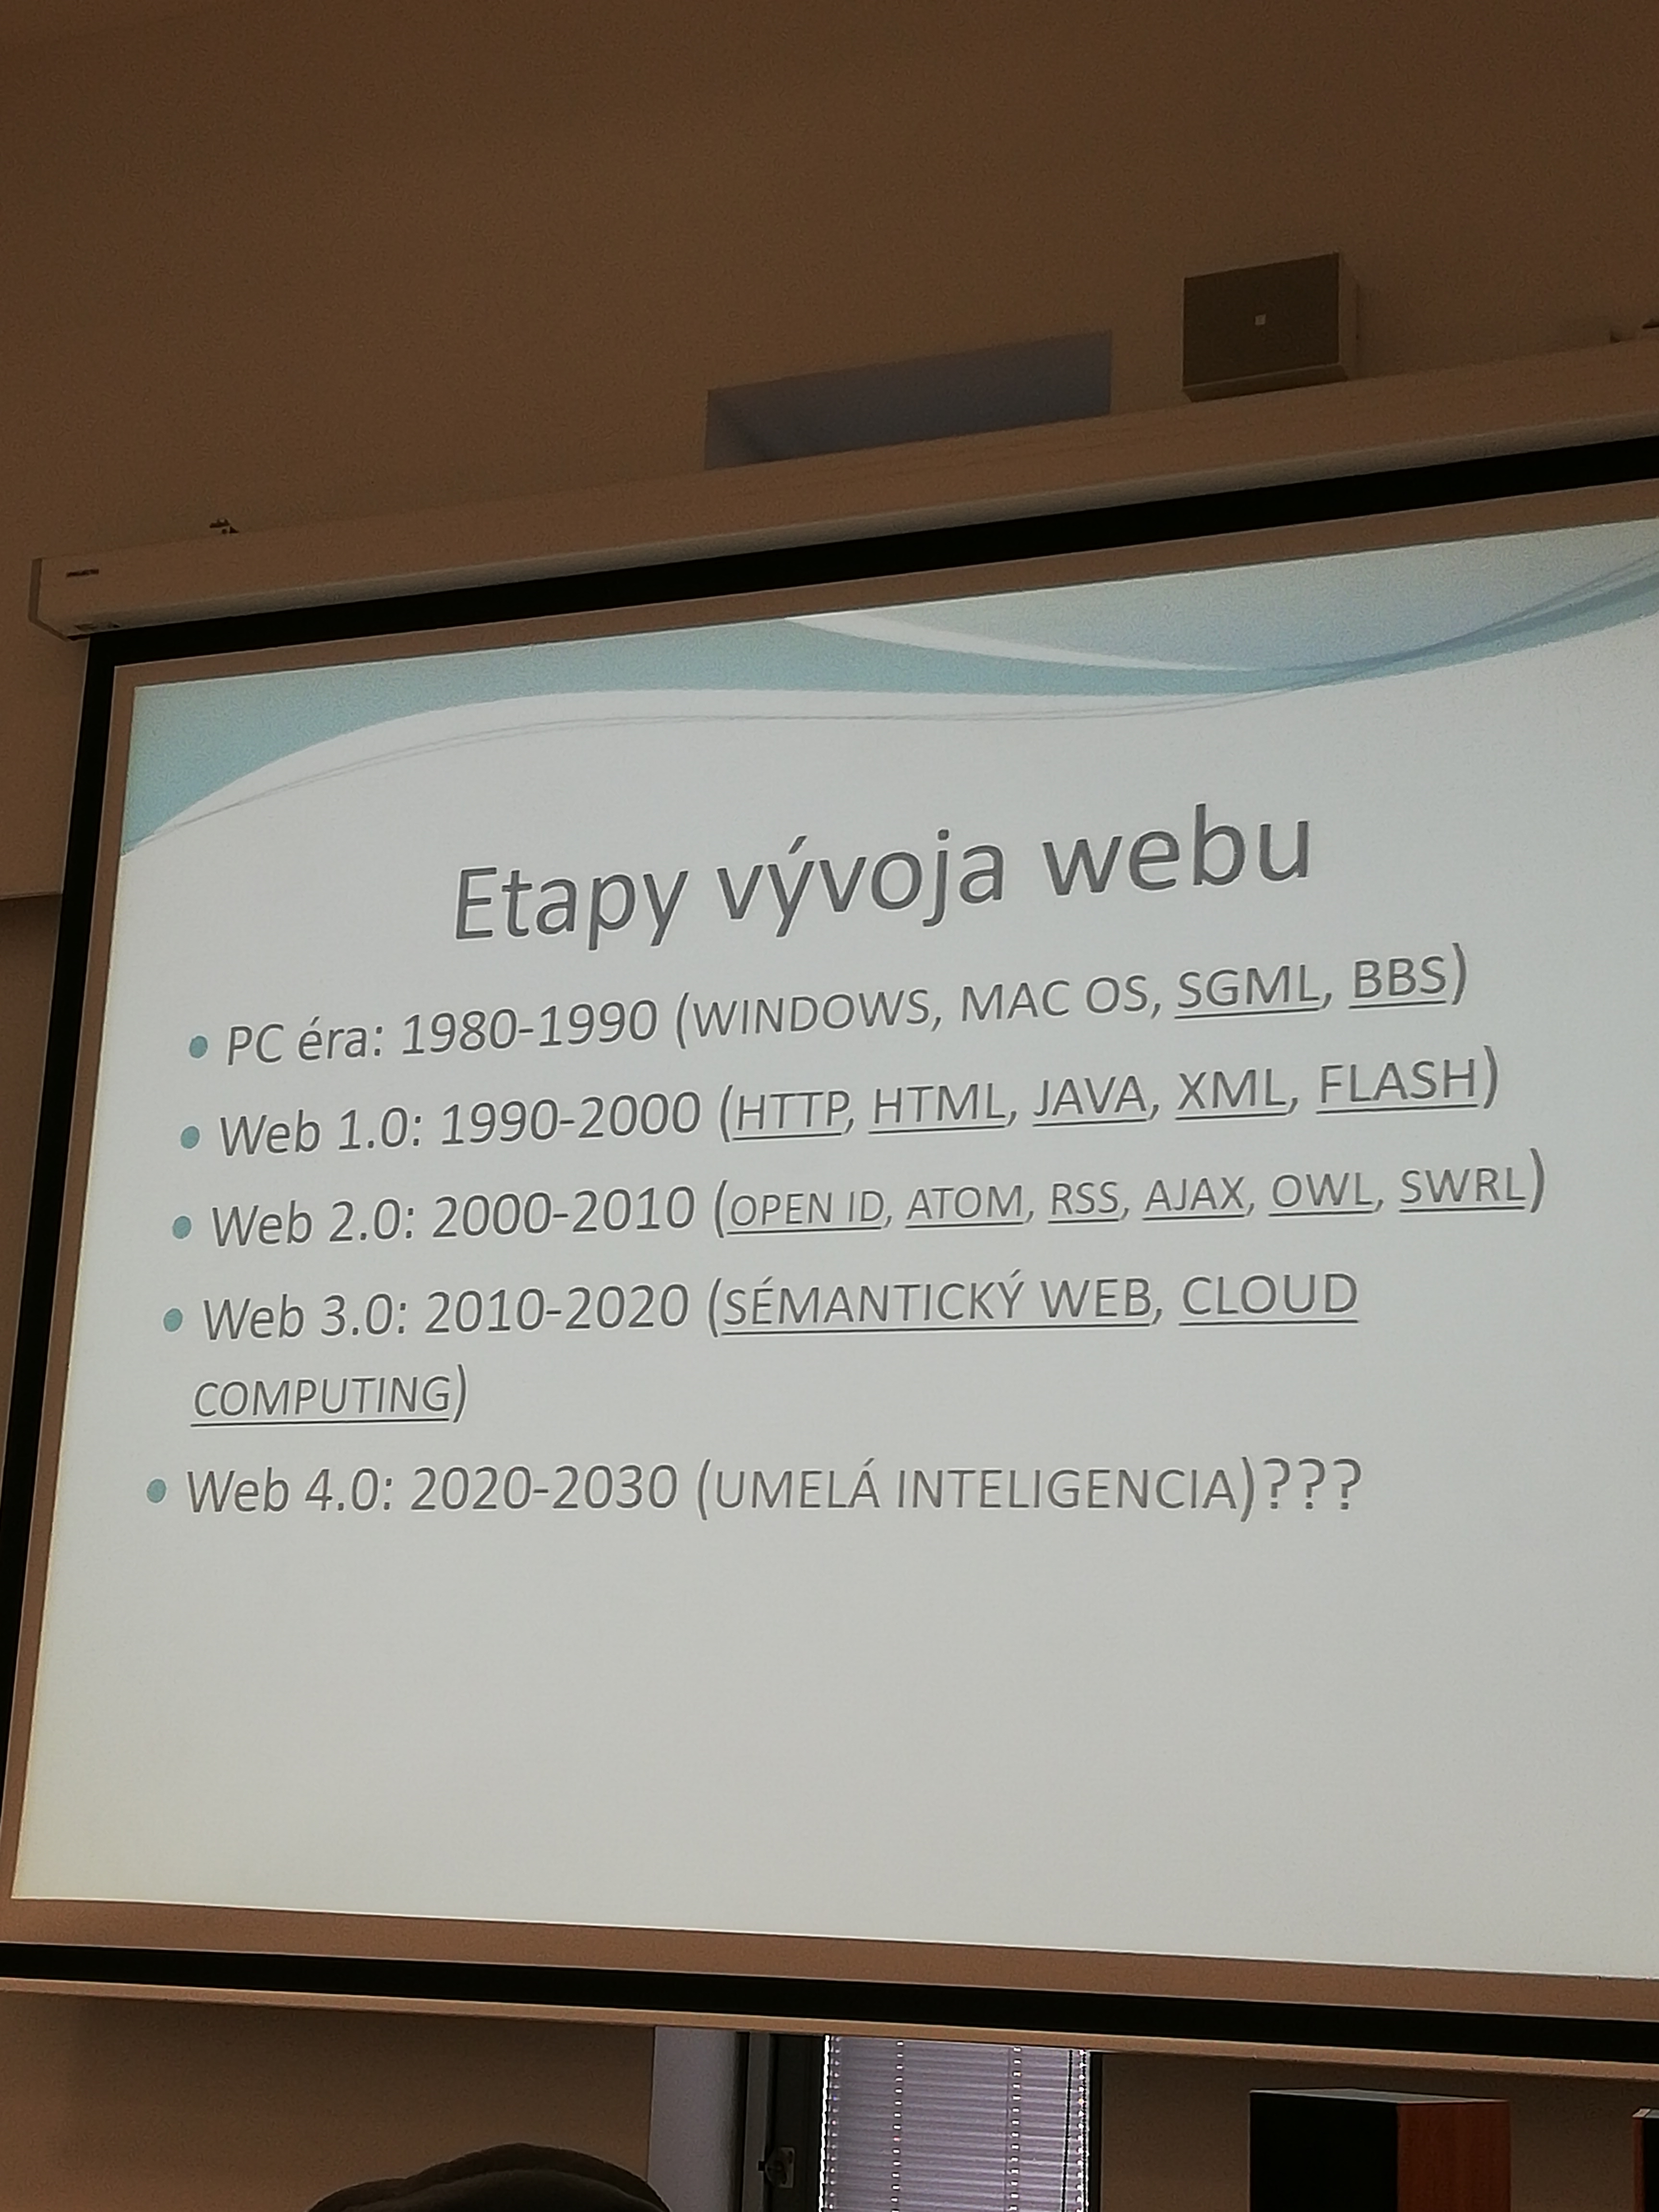 Etapy vývoja webu
• PC éra: 1980-1990 (WINDOWS, MAC OS, SGML, BBS)
• Web 1.0: 1990-2000 (HTTP, HTML, JAVA, XML, FLASH)
• Web 2.0: 2000-2010 (OPEN ID, ATOM, RSS, AJAX, OWL, SWRL)
• Web 3.0: 2010-2020 (SÉMANTICKÝ WEB, CLOUD
COMPUTING)
• Web 4.0: 2020-2030 (UMELÁ INTELIGENCIA)???